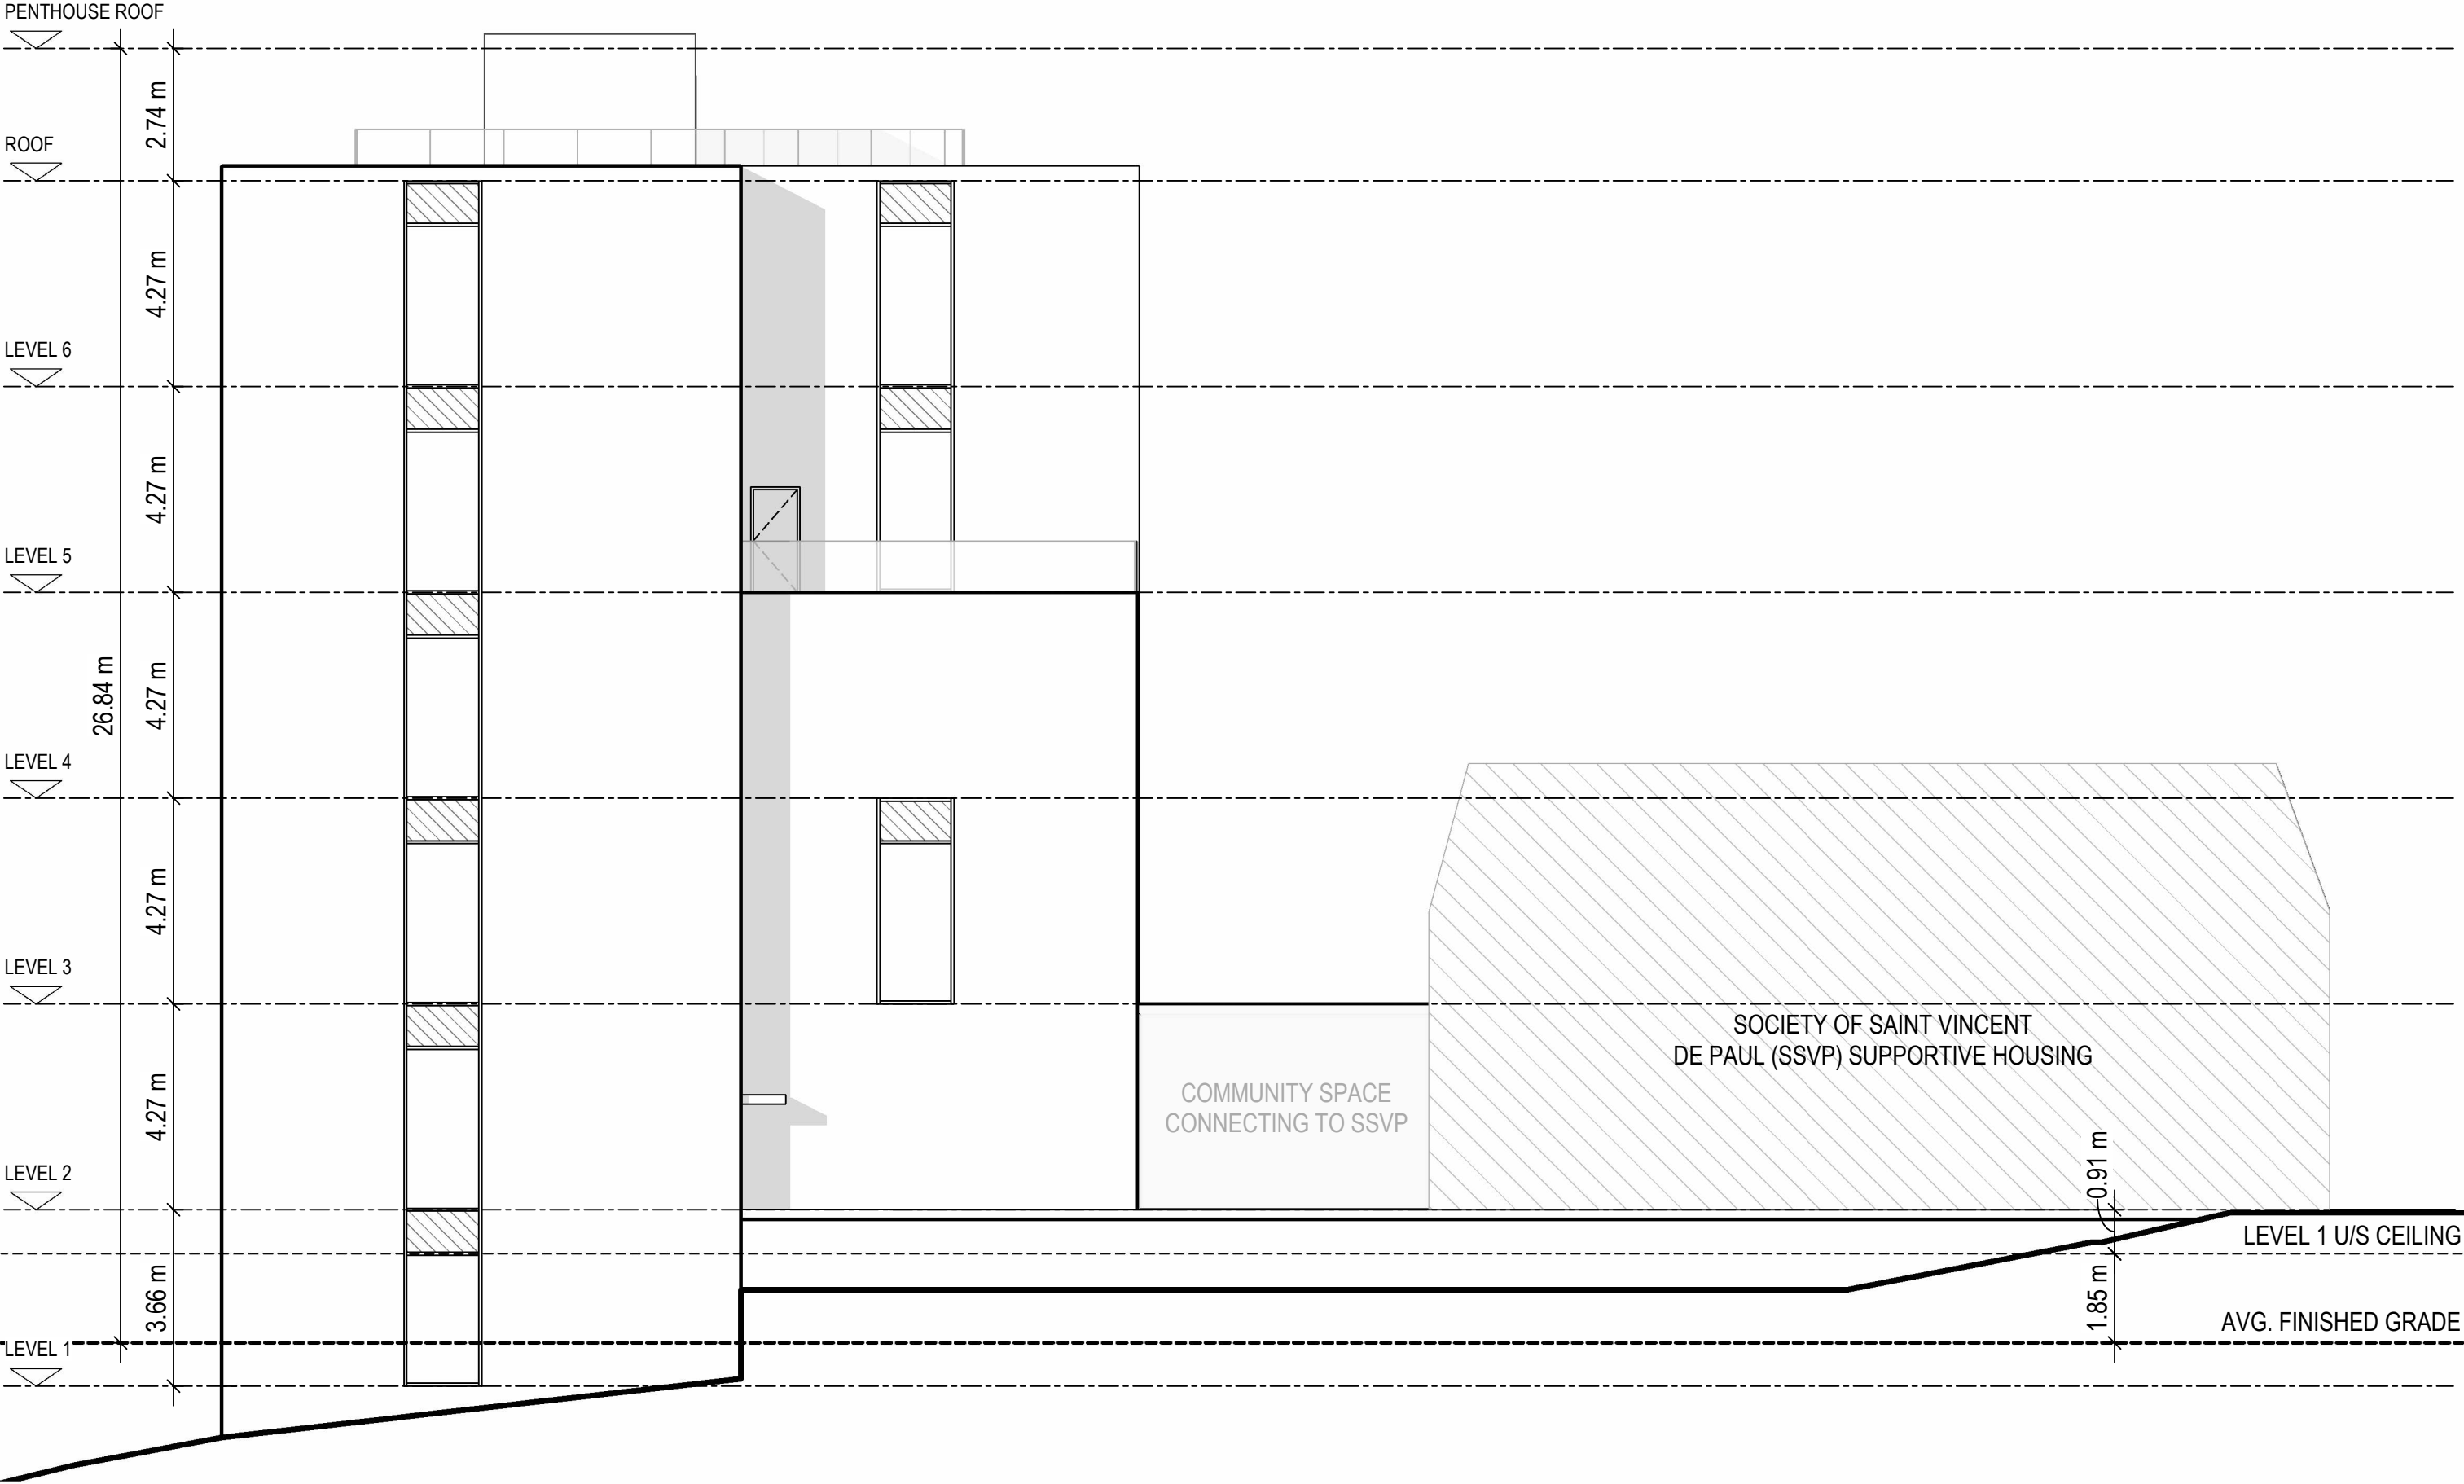 PENTHOUSE ROOF
2.74 m
ROOF
4.27 m
LEVEL 6
4.27 m
LEVEL 5
26.84 m
4.27 m
LEVEL 4
4.27 m
LEVEL 3
SOCIETY OF SAINT VINCENT
DE PAUL (SSVP) SUPPORTIVE HOUSING
COMMUNITY SPACE
CONNECTING TO SSVP
4.27 m
LEVEL 2
0.91 m
LEVEL 1 U/S CEILING
3.66 m
1.85 m
AVG. FINISHED GRADE
LEVEL 1